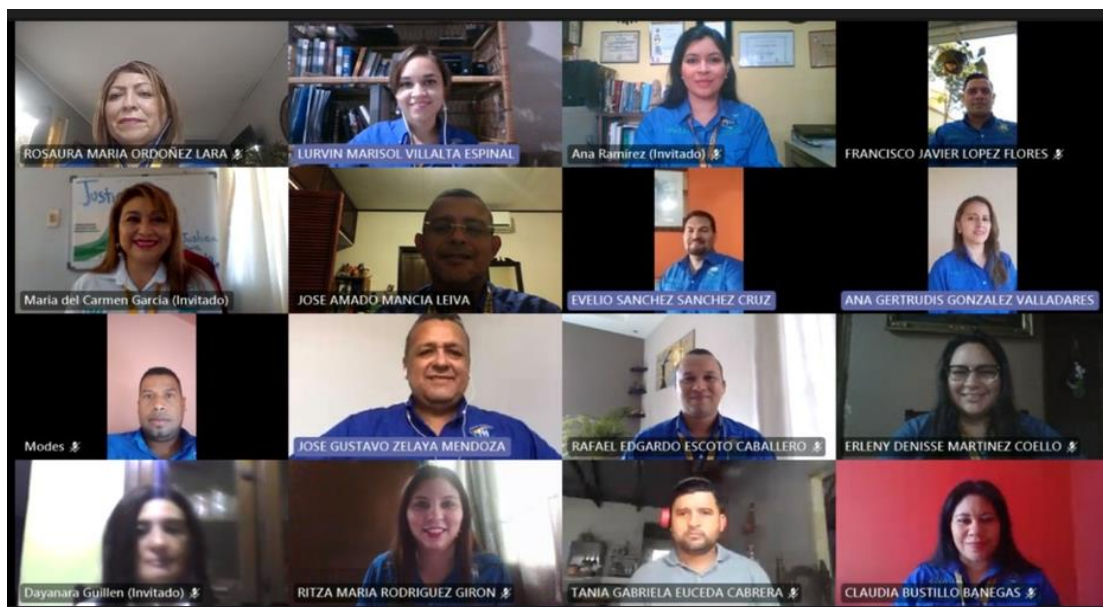 ROSAURA MARIA ORDOÑEZ LARA
LURVIN MARISOL VILLALTA ESPINAL
Ana Ramirez (Invitado)
FRANCISCO JAVIER LOPEZ FLORES
Justi
Justicia
Maria del Carmen Garcia (Invitado)
JOSE AMADO MANCIA LEIVA
EVELIO SANCHEZ SANCHEZ CRUZ
ANA GERTRUDIS GONZALEZ VALLADARES
Modes
JOSE GUSTAVO ZELAYA MENDOZA
RAFAEL EDGARDO ESCOTO CABALLERO
ERLENY DENISSE MARTINEZ COELLO
Dayanara Guillen (Invitado)
RITZA MARIA RODRIGUEZ GIRON
TANIA GABRIELA EUCEDA CABRERA
CLAUDIA BUSTILLO BANEGAS